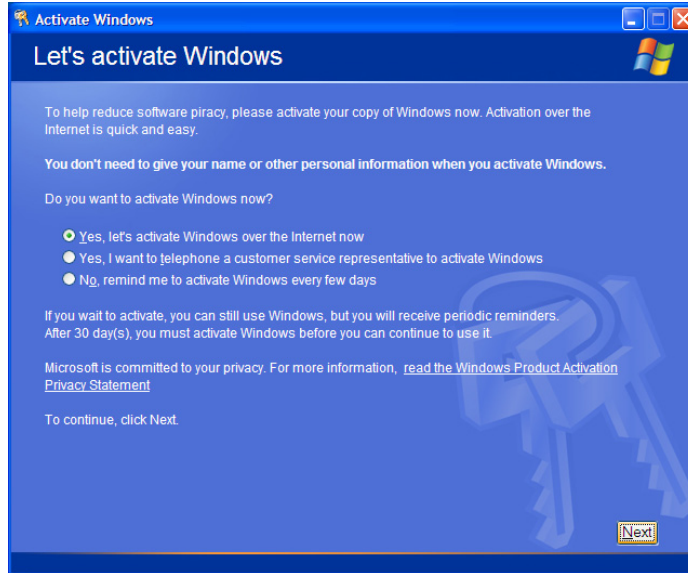 Activate Windows
Let's activate Windows
To help reduce software piracy, please activate your copy of Windows now. Activation over the
Internet is quick and easy.
You don't need to give your name or other personal information when you activate Windows.
Do you want to activate Windows now?
Yes, let's activate Windows over the Internet now
Yes, I want to telephone a customer service representative to activate Windows
No, remind me to activate Windows every few days
If you wait to activate, you can still use Windows, but you will receive periodic reminders.
After 30 day(s), you must activate Windows before you can continue to use it.
Microsoft is committed to your privacy. For more information, read the Windows Product Activation
Privacy Statement
To continue, click Next.
Next